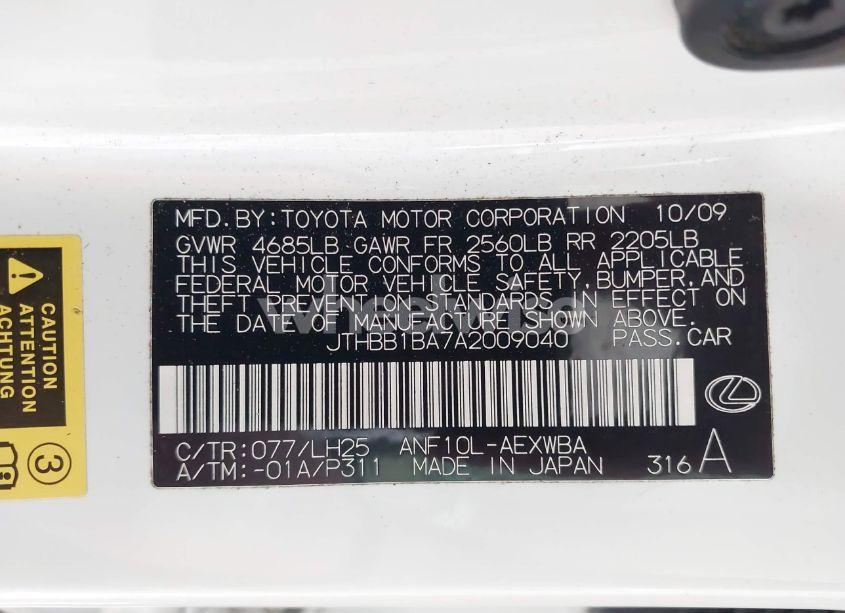 MFD. BY: TOYOTA MOTOR CORPORATION 10/09
GVWR 4685LB GAWR FR 2560LB RR 2205LB
THIS VEHICLE CONFORMS TO ALL APPLICABLE
FEDERAL MOTOR VEHICLE SAFETY, BUMPER, AND
THEFT PREVENTION STANDARDS IN EFFECT ON
THE DATE OF MANUFACTURE SHOWN ABOVE.
JTHBB1BA7A2009040 PASS. CAR
C/TR: 077/LH25 ANF10L-AEXWBA
A/TM: -01A/P311 MADE IN JAPAN 316 A
CAUTION
ATTENTION
ACHTUNG
3